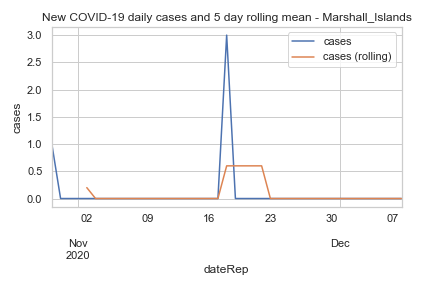 New COVID-19 daily cases and 5 day rolling mean - Marshall_Islands
cases
cases (rolling)
cases
3.0
2.5
2.0
1.5
1.0
0.5
0.0
02 09 16 23 30 07
Nov Dec
2020
dateRep